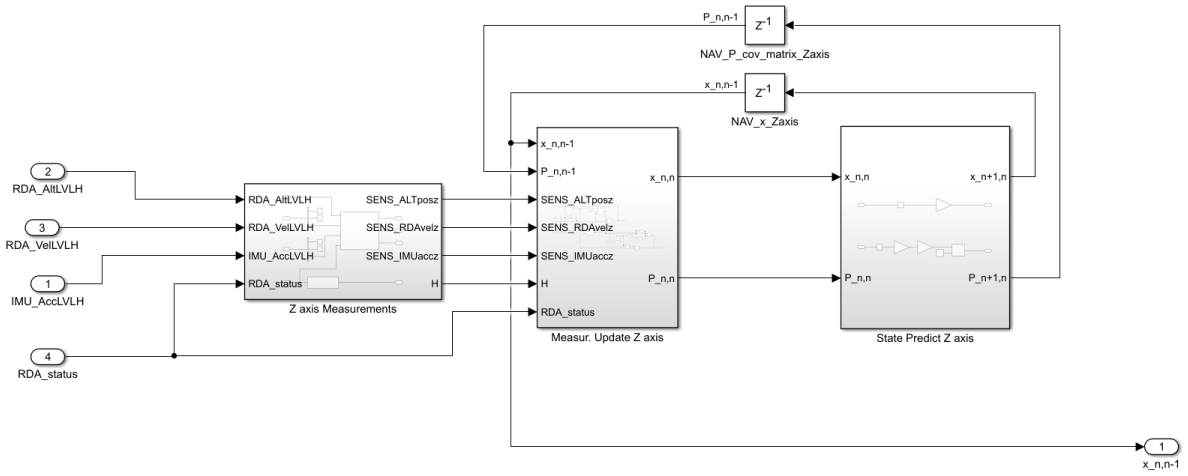 P_n,n-1
z-1
NAV_P_cov_matrix_Zaxis
x_n,n-1
z-1
NAV_x_Zaxis
2
RDA_AltLVLH
3
RDA_VelLVLH
1
IMU_AccLVLH
4
RDA_status
RDA_AltLVLH
RDA_VelLVLH
IMU_AccLVLH
RDA_status
SENS_ALTposz
SENS_RDAvelz
SENS_IMUaccz
H
Z axis Measurements
x_n,n-1
P_n,n-1
SENS_ALTposz
SENS_RDAvelz
SENS_IMUaccz
H
RDA_status
x_n,n
P_n,n
Measur. Update Z axis
x_n,n
P_n,n
x_n+1,n
P_n+1,n
State Predict Z axis
1
x_n,n-1